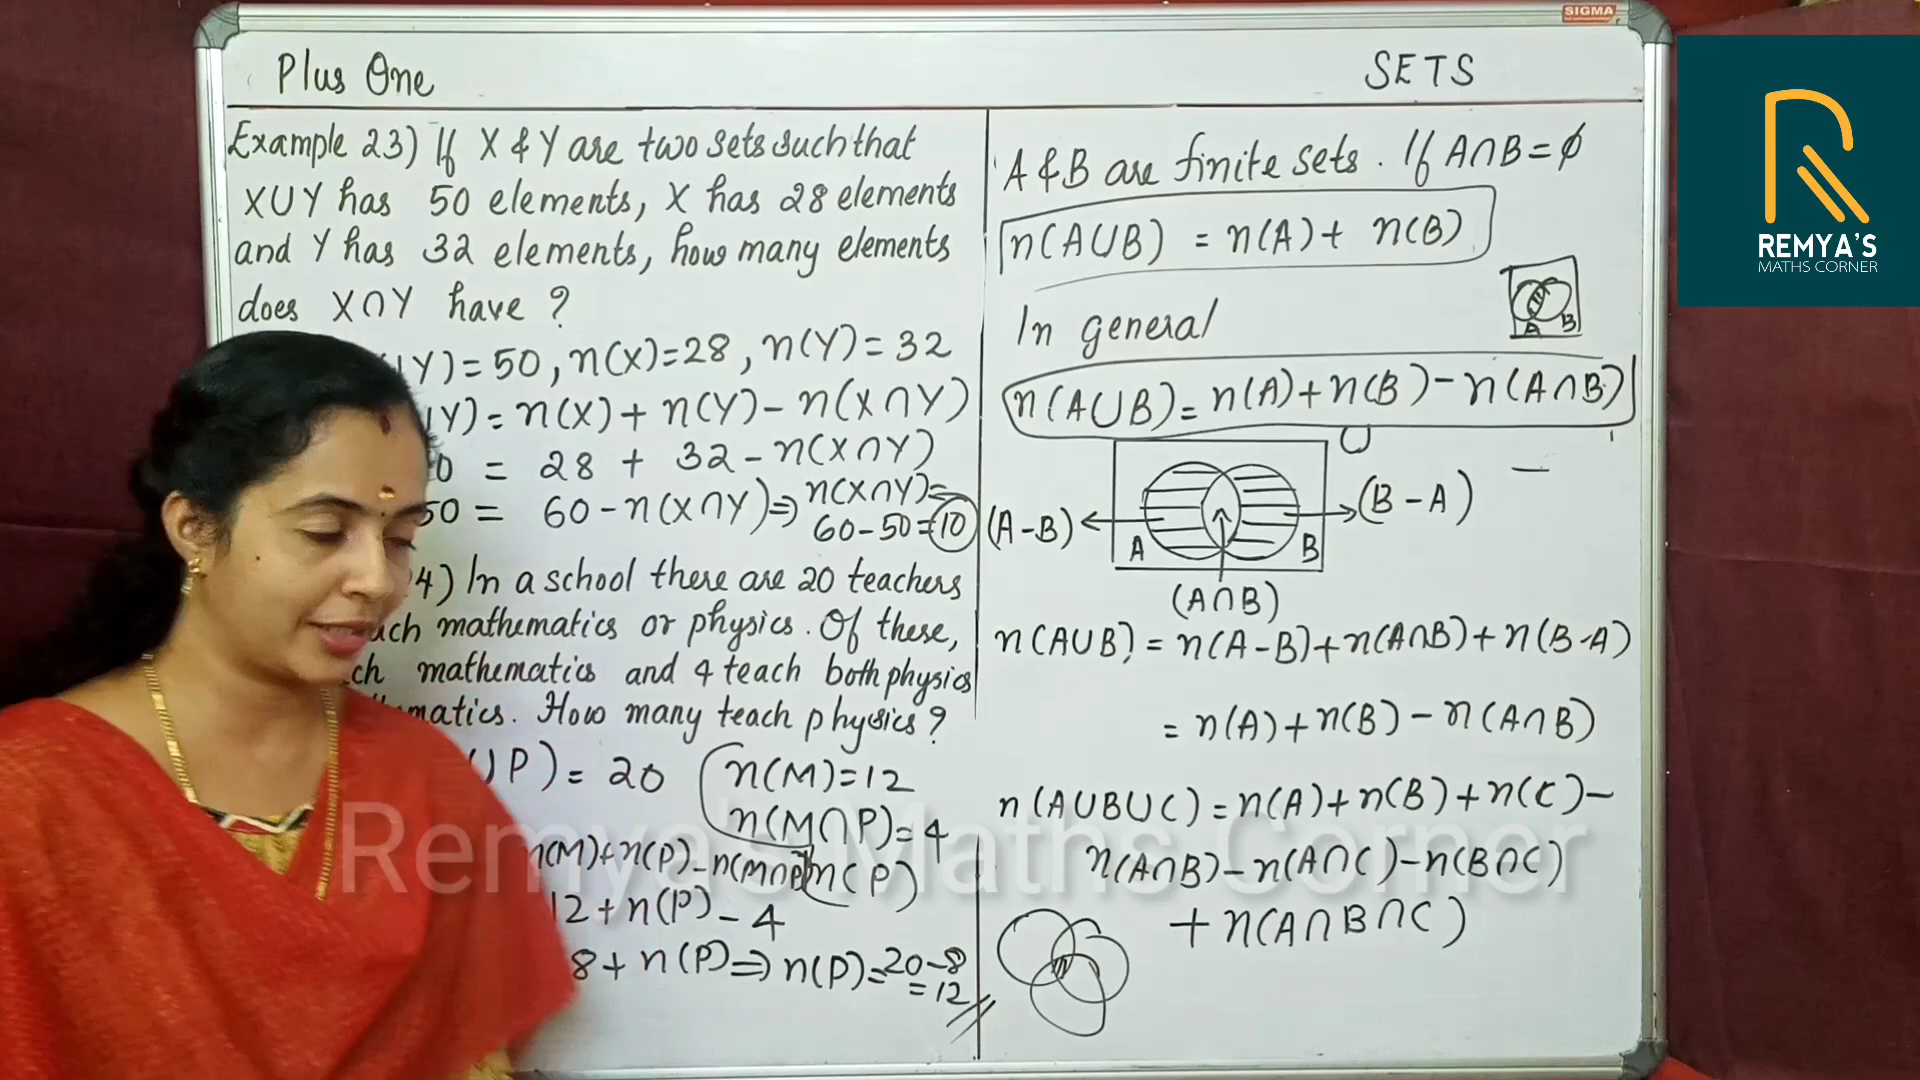 SIGMA
Plus One
SETS
Example 23) If X & Y are two sets such that
X∪Y has 50 elements, X has 28 elements
and Y has 32 elements, how many elements
does X∩Y have ?
Y) = 50, n(X)=28, n(Y) = 32
Y) = n(X) + n(Y) - n(X∩Y)
0 = 28 + 32 - n(X∩Y)
50 = 60 - n(X∩Y) ⇒ n(X∩Y) =
60 - 50 = 10
4) In a school there are 20 teachers
mathematics or physics. Of these,
mathematics and 4 teach both physics
How many teach physics ?
∪P) = 20
n(M) = 12
n(M∩P) = 4
n(M)+n(P)-n(M∩P)
n(P)
12 + n(P) - 4
8 + n(P) ⇒ n(P) = 20-8
= 12
A & B are finite sets. If A∩B = ϕ
n(A∪B) = n(A) + n(B)
A B
In general
n(A∪B) = n(A) + n(B) - n(A∩B)
U
(A-B) A B (B-A)
(A∩B)
n(A∪B) = n(A-B) + n(A∩B) + n(B-A)
= n(A) + n(B) - n(A∩B)
n(A∪B∪C) = n(A) + n(B) + n(C) -
n(A∩B) - n(A∩C) - n(B∩C)
+ n(A∩B∩C)
REMYA'S
MATHS CORNER
Remya's Maths Corner